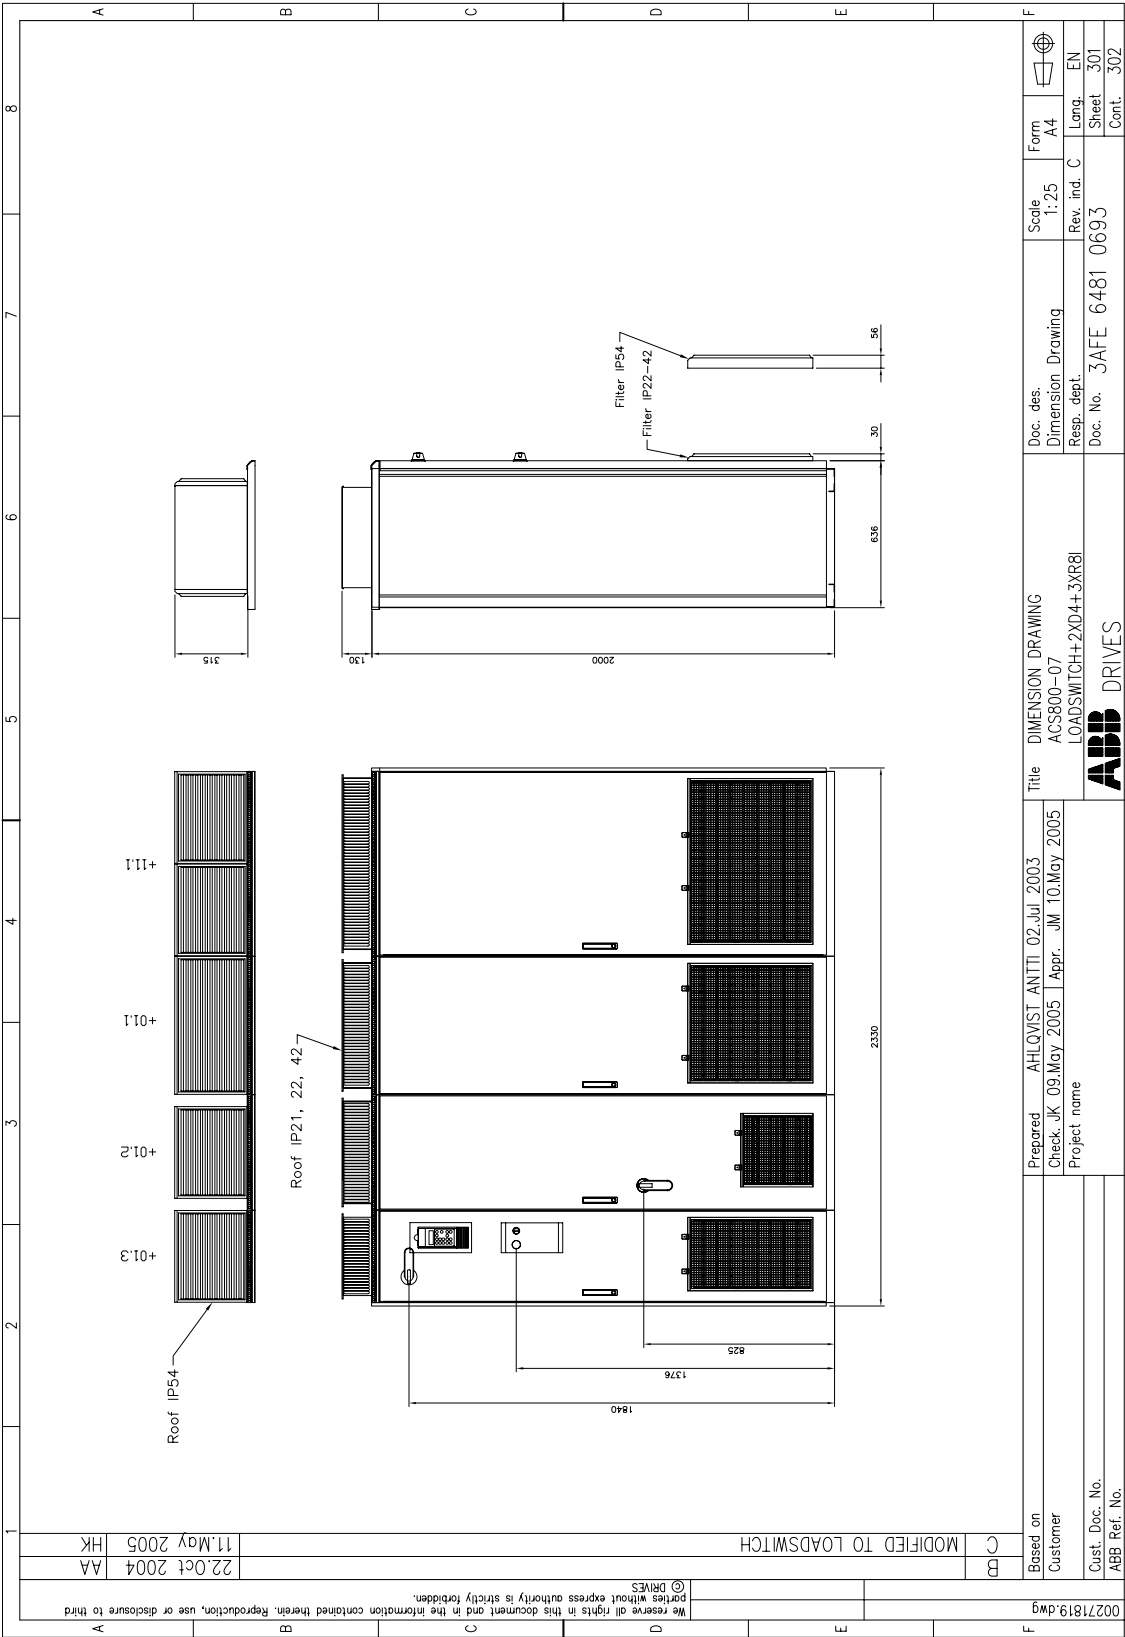 8
7
6
5
4
3
2
1
A
B
C
D
E
F
A
B
C
D
E
F
+11.1
+01.1
+01.2
+01.3
Roof IP54
Roof IP21, 22, 42
315
130
2000
636
30
56
Filter IP54
Filter IP22-42
2330
825
1376
1840
B
22.Oct 2004
AA
C
MODIFIED TO LOADSWITCH
11.May 2005
HK
We reserve all rights in this document and in the information contained therein. Reproduction, use or disclosure to third
parties without express authority is strictly forbidden.
© DRIVES
00271819.dwg
Based on
Customer
Cust. Doc. No.
ABB Ref. No.
Prepared AHLQVIST ANTTI 02.Jul 2003
Check. JK 09.May 2005 Appr. JM 10.May 2005
Project name
Title DIMENSION DRAWING
ACS800-07
LOADSWITCH+2XD4+3XR8I
ABB DRIVES
Doc. des.
Dimension Drawing
Resp. dept.
Doc. No. 3AFE 6481 0693
Scale
1:25
Form
A4
Rev. ind. C
Lang. EN
Sheet 301
Cont. 302